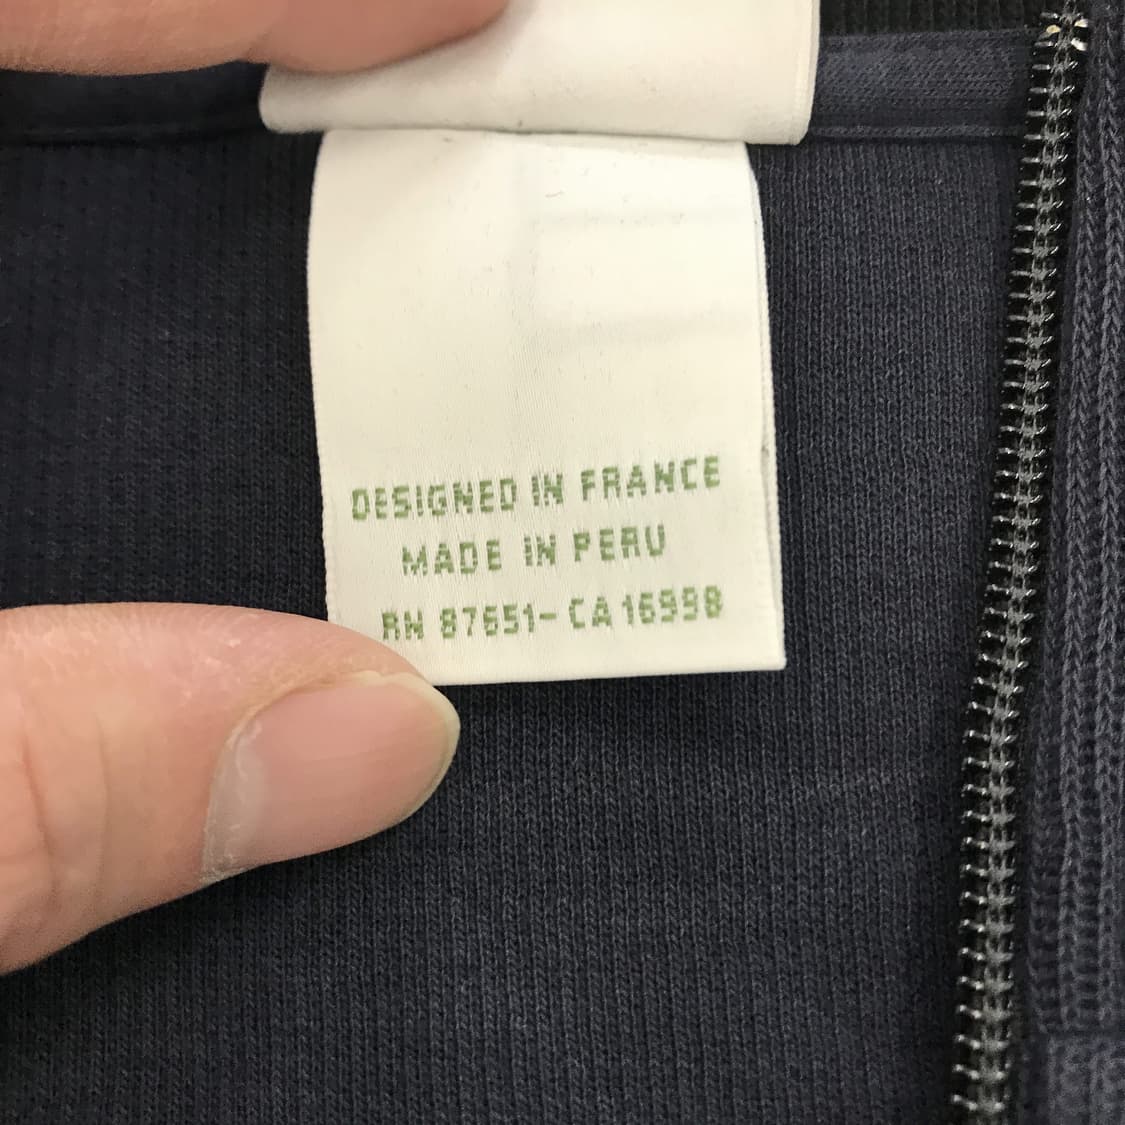 DESIGNED IN FRANCE
MADE IN PERU
RN 87651- CA 16998